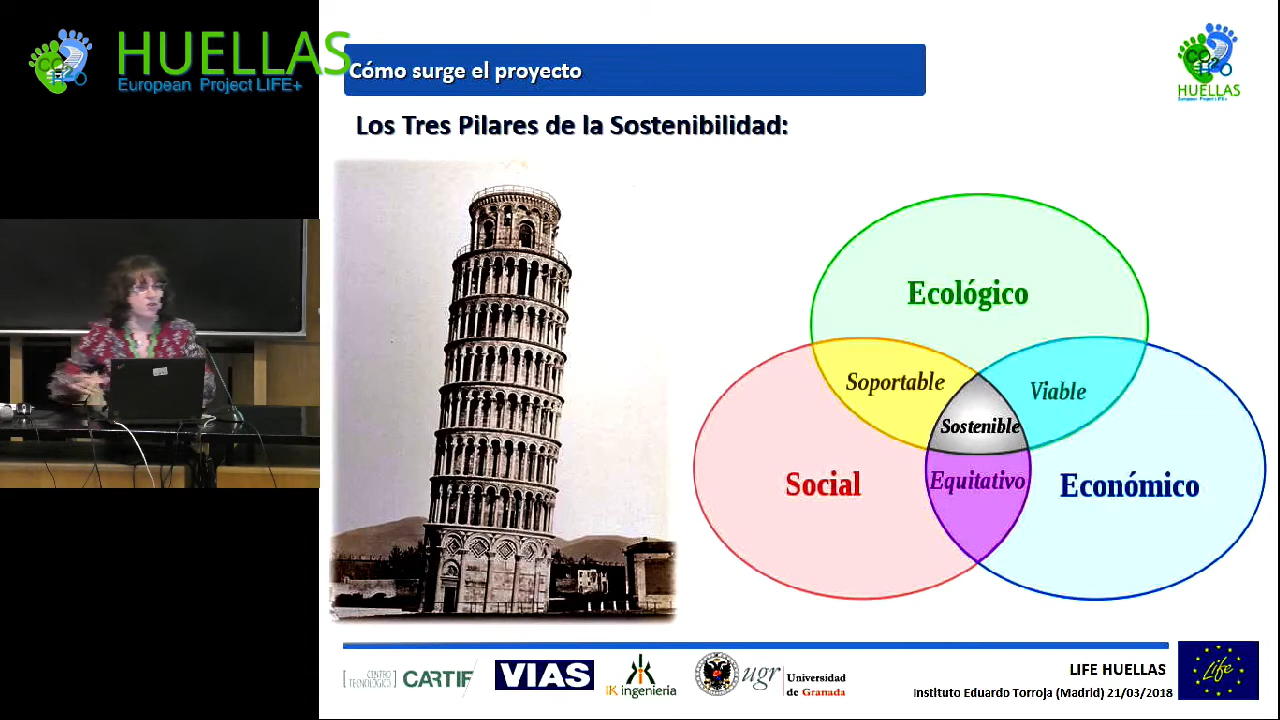 HUELLAS
European Project LIFE+
Cómo surge el proyecto
HUELLAS
Los Tres Pilares de la Sostenibilidad:
Ecológico
Soportable
Viable
Sostenible
Social
Equitativo
Económico
CENTRO
TECNOLÓGICO
CARTIF
VIAS
IK ingeniería
ugr
Universidad
de Granada
LIFE HUELLAS
Instituto Eduardo Torroja (Madrid) 21/03/2018
Life